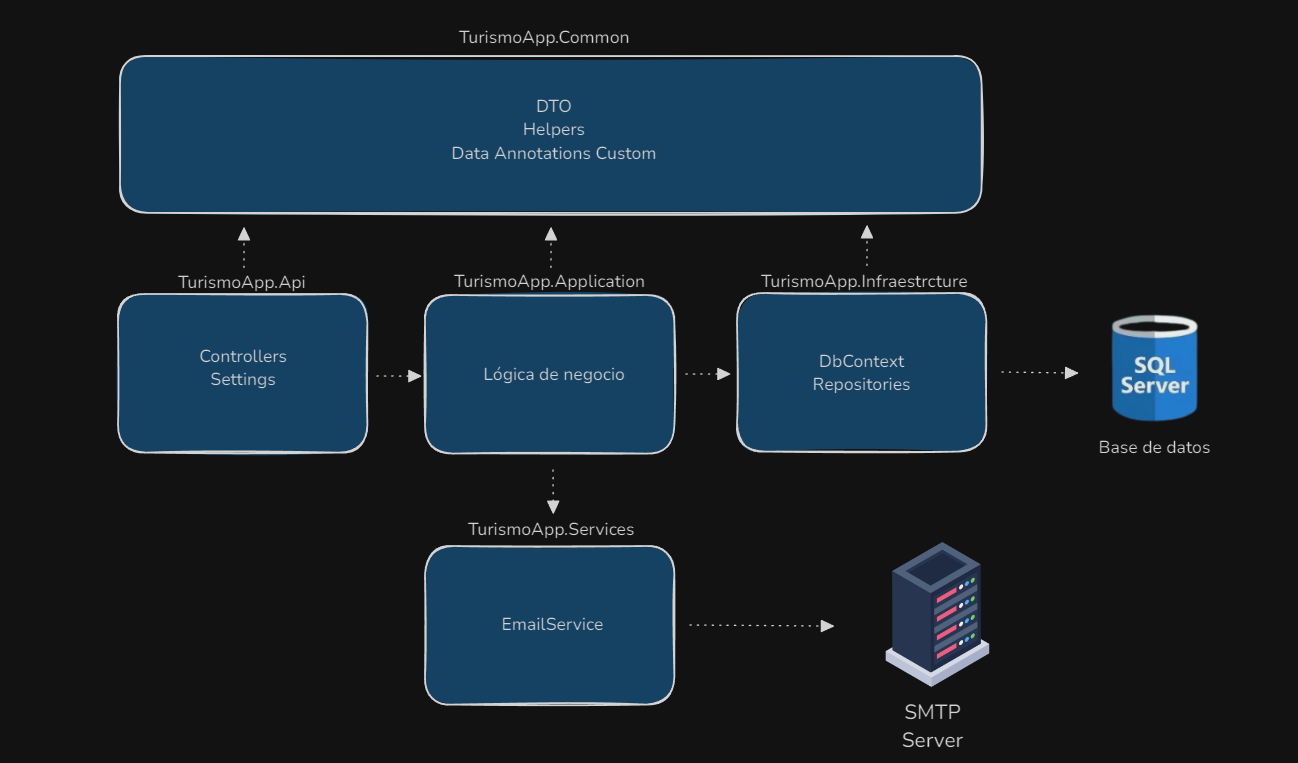 TurismoApp.Common
DTO
Helpers
Data Annotations Custom
TurismoApp.Api
TurismoApp.Application
TurismoApp.Infraestrcture
Controllers
Settings
Lógica de negocio
DbContext
Repositories
SQL
Server
Base de datos
TurismoApp.Services
EmailService
SMTP
Server